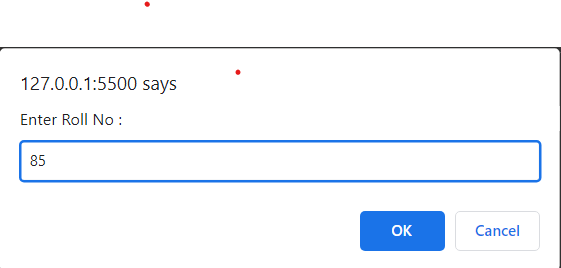 127.0.0.1:5500 says
Enter Roll No :
85
OK
Cancel